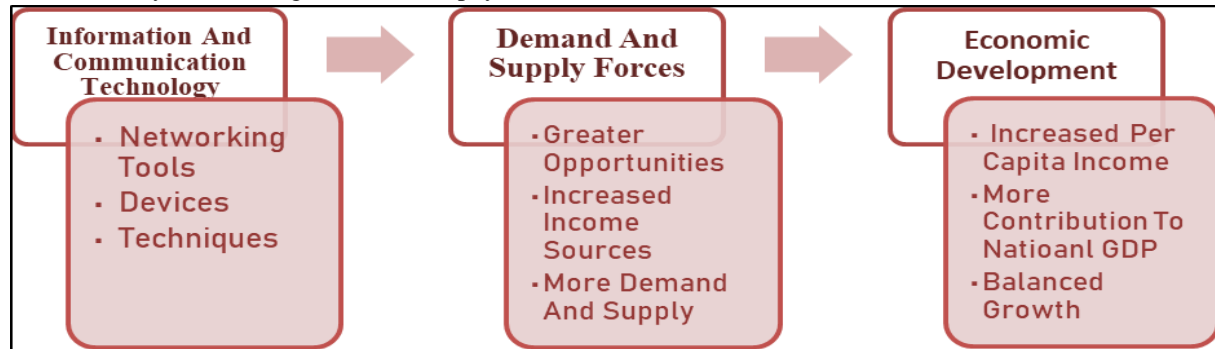 Information And
Communication
Technology
▪ Networking
Tools
▪ Devices
▪ Techniques
Demand And
Supply Forces
▪ Greater
Opportunities
▪ Increased
Income
Sources
▪ More Demand
And Supply
Economic
Development
▪ Increased Per
Capita Income
▪ More
Contribution To
Natioanl GDP
▪ Balanced
Growth